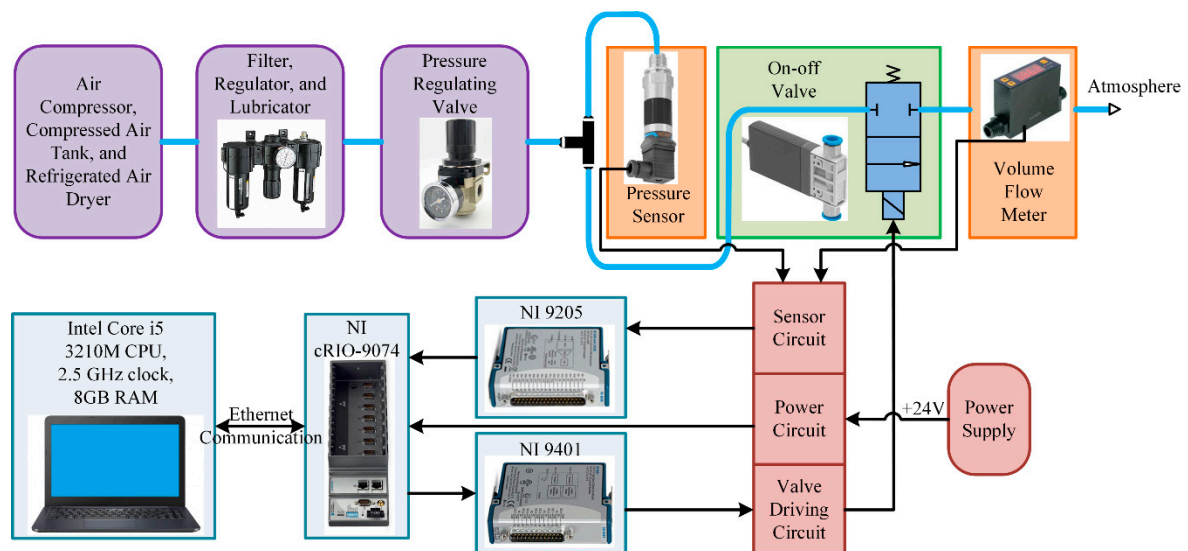 Air
Compressor,
Compressed Air
Tank, and
Refrigerated Air
Dryer
Filter,
Regulator, and
Lubricator
Pressure
Regulating
Valve
Pressure
Sensor
On-off
Valve
Volume
Flow
Meter
Atmosphere
Intel Core i5
3210M CPU,
2.5 GHz clock,
8GB RAM
Ethernet
Communication
NI
cRIO-9074
NI 9205
NI 9401
Sensor
Circuit
Power
Circuit
Valve
Driving
Circuit
+24V
Power
Supply